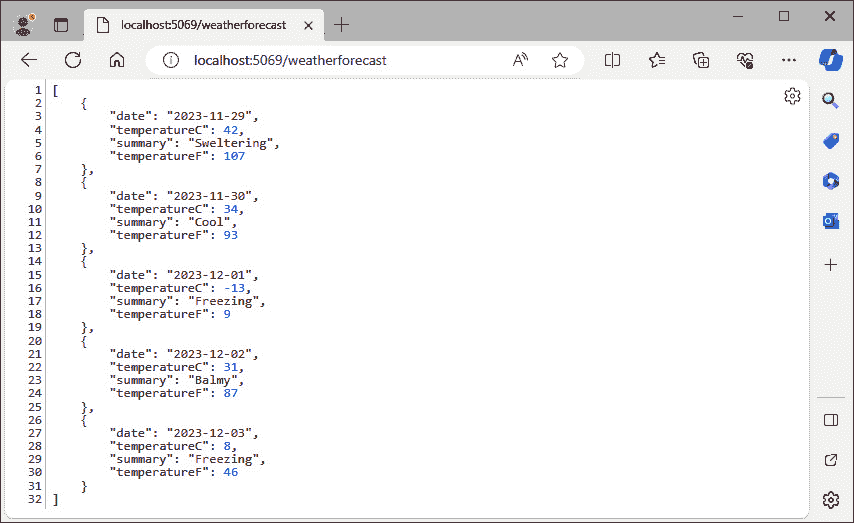 localhost:5069/weatherforecast
localhost:5069/weatherforecast
1 [
2     {
3         "date": "2023-11-29",
4         "temperatureC": 42,
5         "summary": "Sweltering",
6         "temperatureF": 107
7     },
8     {
9         "date": "2023-11-30",
10         "temperatureC": 34,
11         "summary": "Cool",
12         "temperatureF": 93
13     },
14     {
15         "date": "2023-12-01",
16         "temperatureC": -13,
17         "summary": "Freezing",
18         "temperatureF": 9
19     },
20     {
21         "date": "2023-12-02",
22         "temperatureC": 31,
23         "summary": "Balmy",
24         "temperatureF": 87
25     },
26     {
27         "date": "2023-12-03",
28         "temperatureC": 8,
29         "summary": "Freezing",
30         "temperatureF": 46
31     }
32 ]